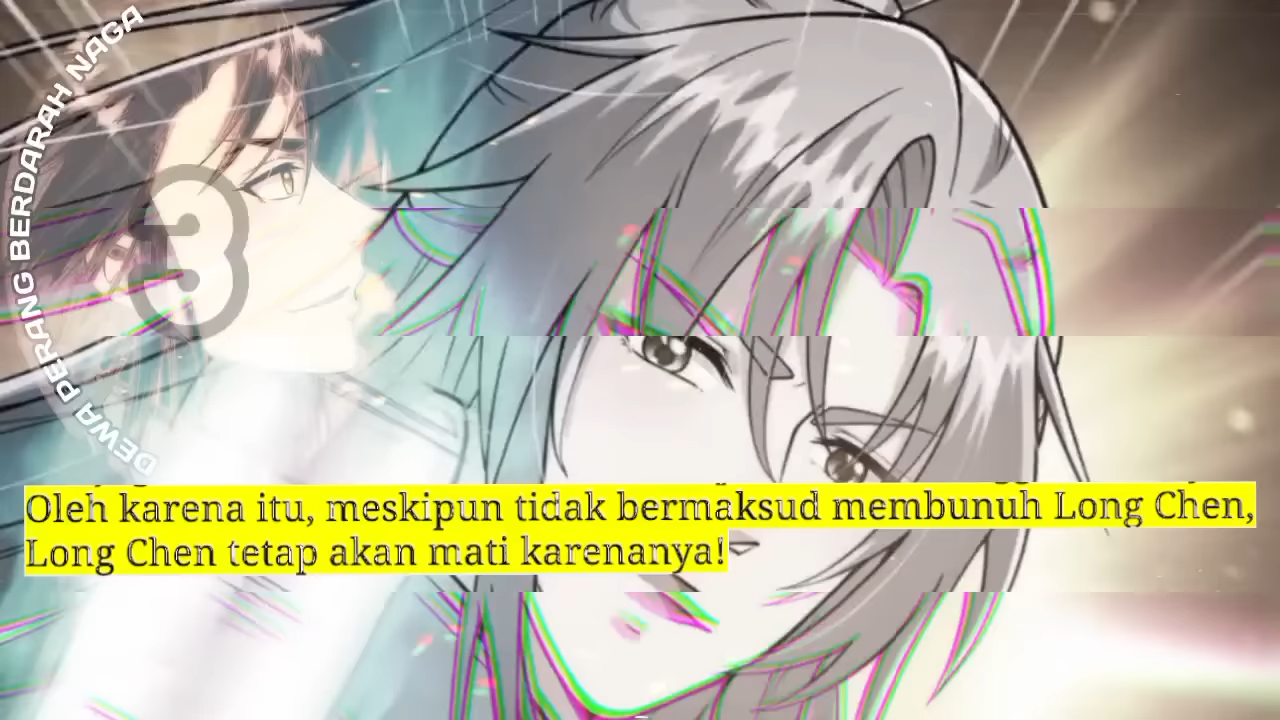 DEWA PERANG BERDARAH NAGA
3
Oleh karena itu, meskipun tidak bermaksud membunuh Long Chen,
Long Chen tetap akan mati karenanya!